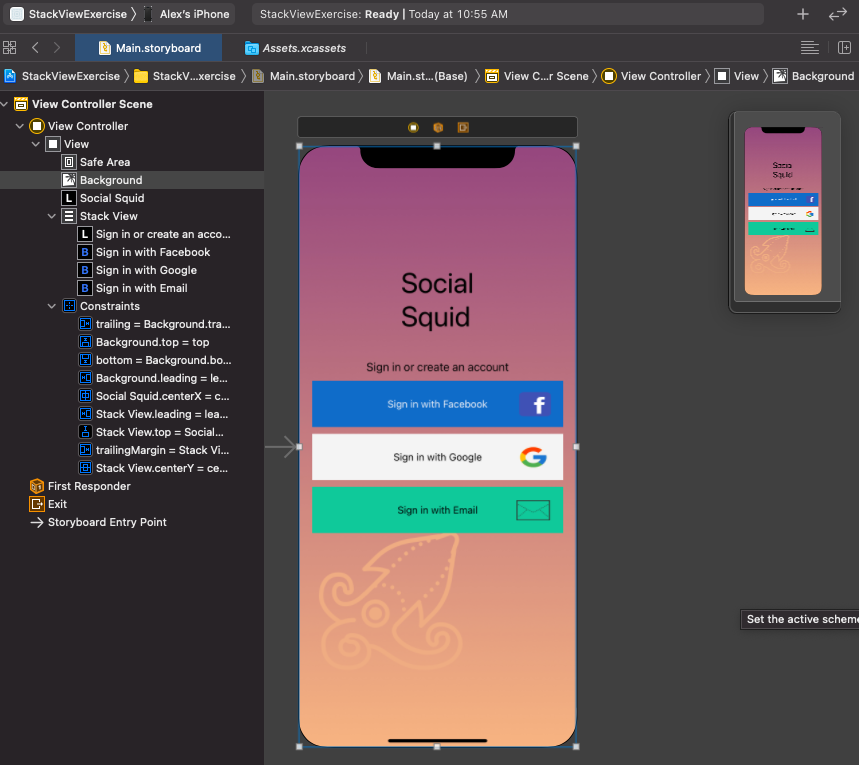 StackViewExercise
Alex's iPhone
StackViewExercise: Ready | Today at 10:55 AM
Main.storyboard
Assets.xcassets
StackViewExercise
StackV...xercise
Main.storyboard
Main.st...(Base)
View C...r Scene
View Controller
View
Background
View Controller Scene
View Controller
View
Safe Area
Background
L Social Squid
Stack View
L Sign in or create an acco...
B Sign in with Facebook
B Sign in with Google
B Sign in with Email
Constraints
trailing = Background.tra...
Background.top = top
bottom = Background.bo...
Background.leading = le...
Social Squid.centerX = c...
Stack View.leading = lea...
Stack View.top = Social...
trailingMargin = Stack Vi...
Stack View.centerY = ce...
First Responder
Exit
Storyboard Entry Point
Social
Squid
Sign in or create an account
Sign in with Facebook
f
Sign in with Google
G
Sign in with Email
Social
Squid
Set the active scheme